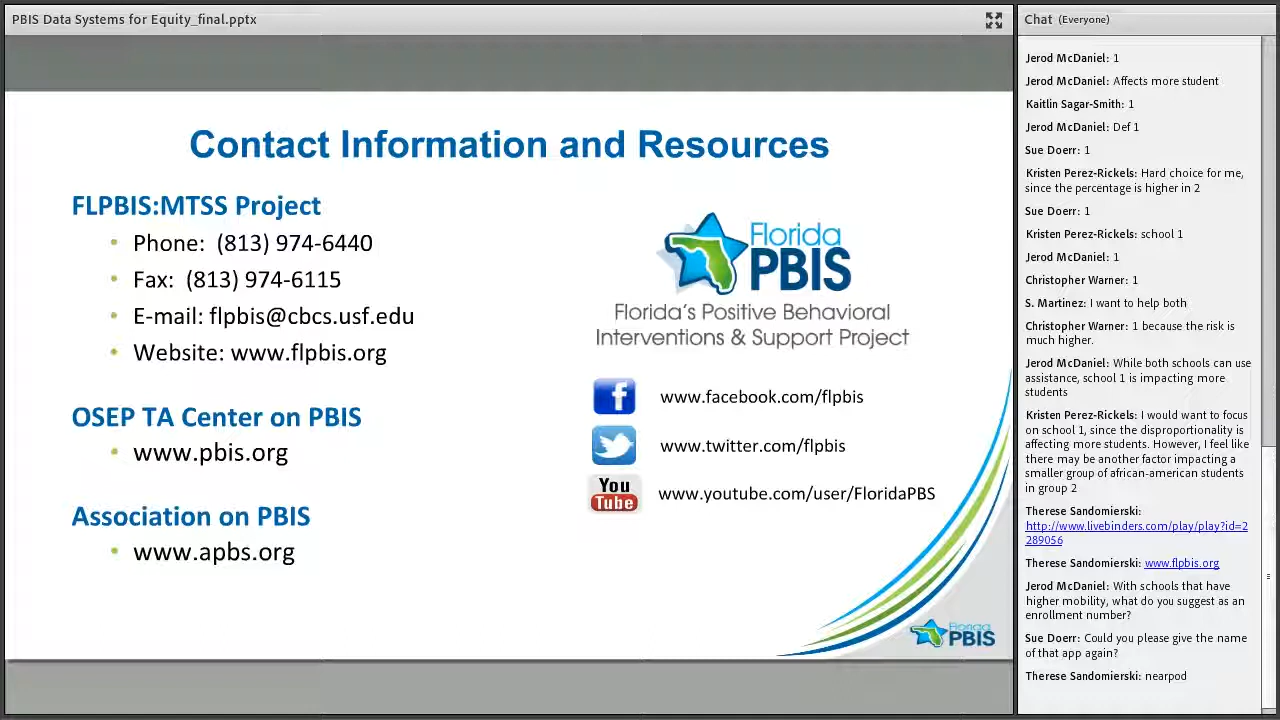 PBIS Data Systems for Equity_final.pptx
Contact Information and Resources
FLPBIS:MTSS Project
• Phone:  (813) 974-6440
• Fax:  (813) 974-6115
• E-mail: flpbis@cbcs.usf.edu
• Website: www.flpbis.org
OSEP TA Center on PBIS
• www.pbis.org
Association on PBIS
• www.apbs.org
Florida
PBIS
Florida's Positive Behavioral
Interventions & Support Project
f www.facebook.com/flpbis
www.twitter.com/flpbis
You
Tube
www.youtube.com/user/FloridaPBS
Florida
PBIS
Chat (Everyone)
Jerod McDaniel: 1
Jerod McDaniel: Affects more student
Kaitlin Sagar-Smith: 1
Jerod McDaniel: Def 1
Sue Doerr: 1
Kristen Perez-Rickels: Hard choice for me,
since the percentage is higher in 2
Sue Doerr: 1
Kristen Perez-Rickels: school 1
Jerod McDaniel: 1
Christopher Warner: 1
S. Martinez: I want to help both
Christopher Warner: 1 because the risk is
much higher.
Jerod McDaniel: While both schools can use
assistance, school 1 is impacting more
students
Kristen Perez-Rickels: I would want to focus
on school 1, since the disproportionality is
affecting more students. However, I feel like
there may be another factor impacting a
smaller group of african-american students
in group 2
Therese Sandomierski:
http://www.livebinders.com/play/play?id=2
289056
Therese Sandomierski: www.flpbis.org
Jerod McDaniel: With schools that have
higher mobility, what do you suggest as an
enrollment number?
Sue Doerr: Could you please give the name
of that app again?
Therese Sandomierski: nearpod